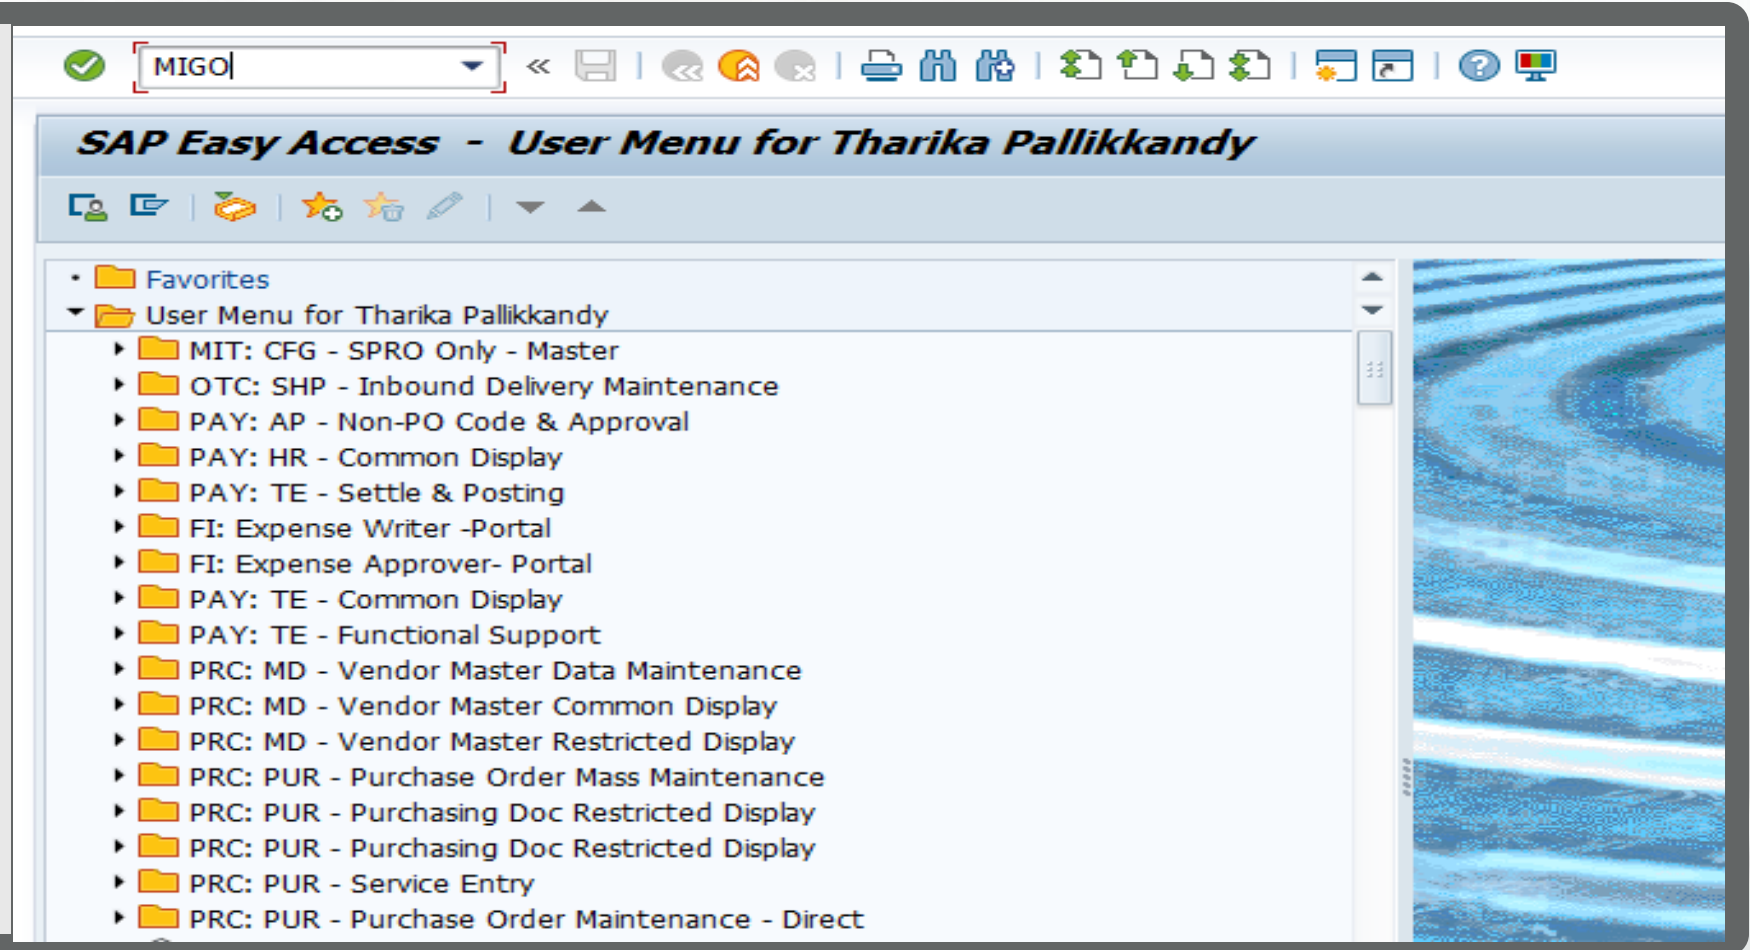 MIGO
SAP Easy Access - User Menu for Tharika Pallikkandy
Favorites
User Menu for Tharika Pallikkandy
MIT: CFG - SPRO Only - Master
OTC: SHP - Inbound Delivery Maintenance
PAY: AP - Non-PO Code & Approval
PAY: HR - Common Display
PAY: TE - Settle & Posting
FI: Expense Writer -Portal
FI: Expense Approver- Portal
PAY: TE - Common Display
PAY: TE - Functional Support
PRC: MD - Vendor Master Data Maintenance
PRC: MD - Vendor Master Common Display
PRC: MD - Vendor Master Restricted Display
PRC: PUR - Purchase Order Mass Maintenance
PRC: PUR - Purchasing Doc Restricted Display
PRC: PUR - Purchasing Doc Restricted Display
PRC: PUR - Service Entry
PRC: PUR - Purchase Order Maintenance - Direct